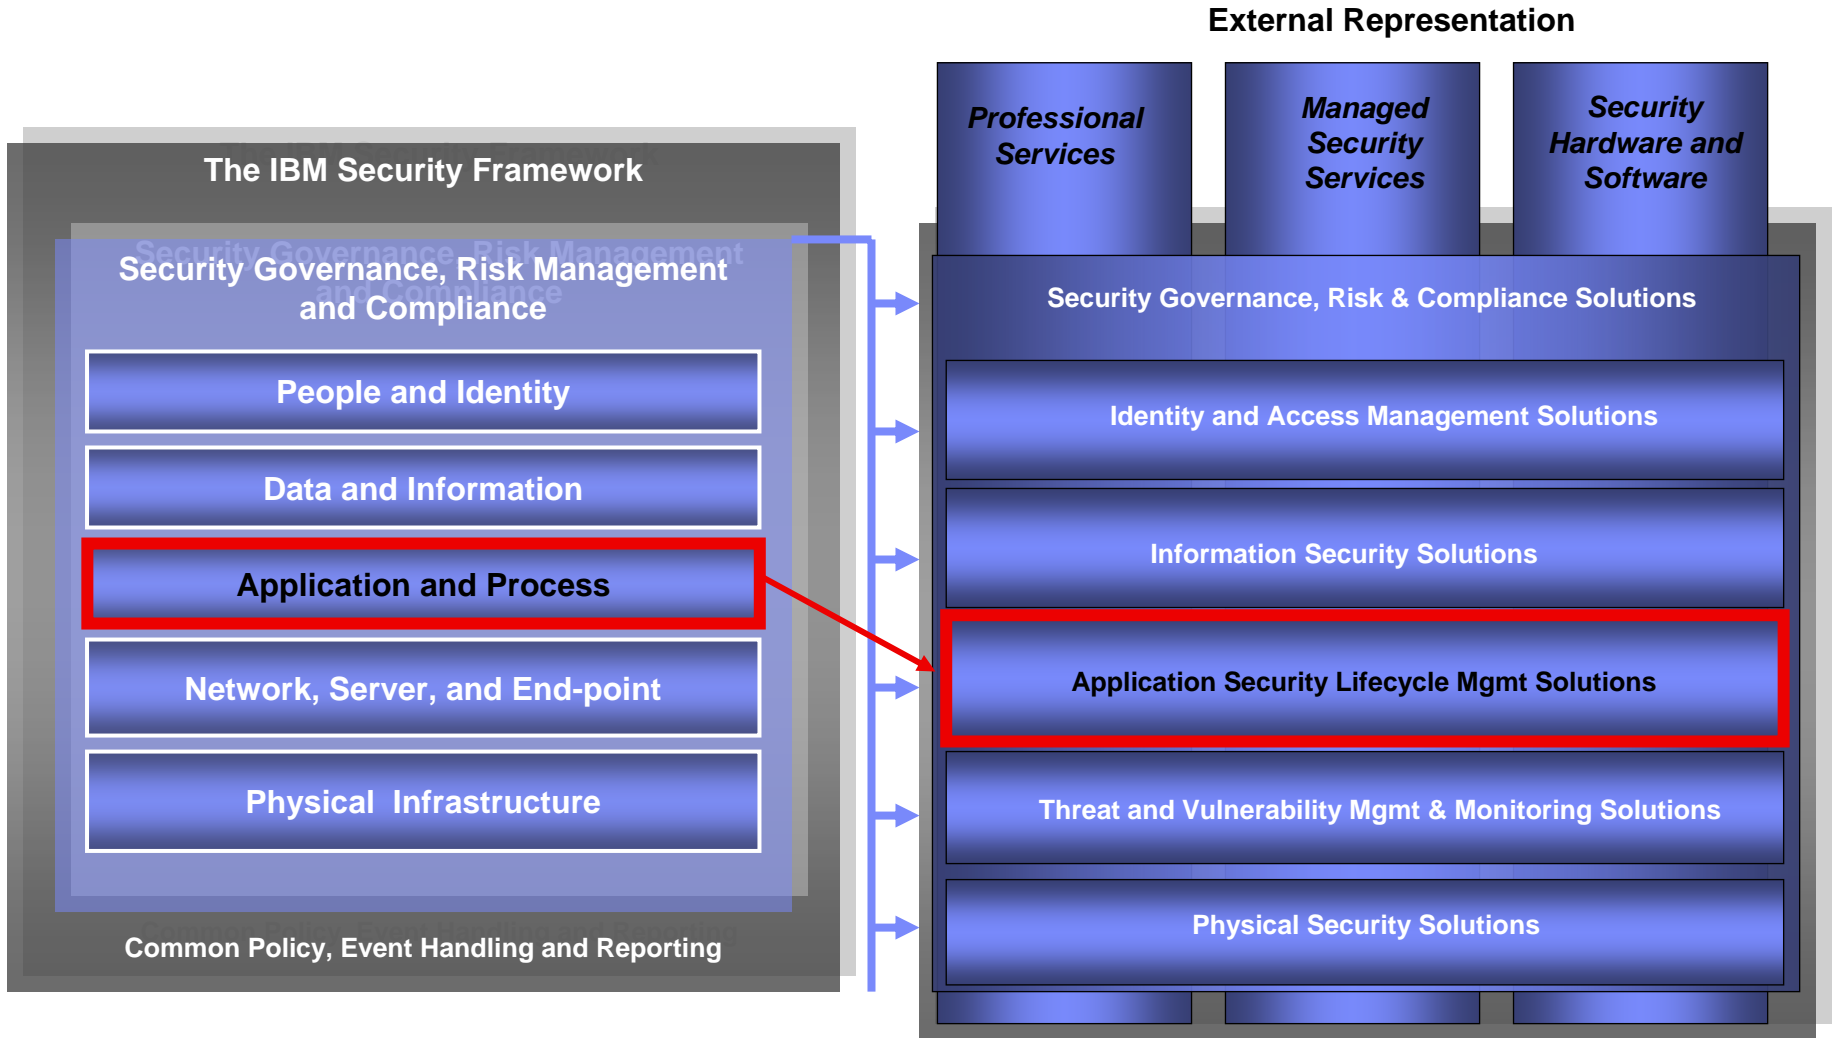 External Representation
The IBM Security Framework
Security Governance, Risk Management
and Compliance
People and Identity
Data and Information
Application and Process
Network, Server, and End-point
Physical Infrastructure
Common Policy, Event Handling and Reporting
Professional
Services
Managed
Security
Services
Security
Hardware and
Software
Security Governance, Risk & Compliance Solutions
Identity and Access Management Solutions
Information Security Solutions
Application Security Lifecycle Mgmt Solutions
Threat and Vulnerability Mgmt & Monitoring Solutions
Physical Security Solutions